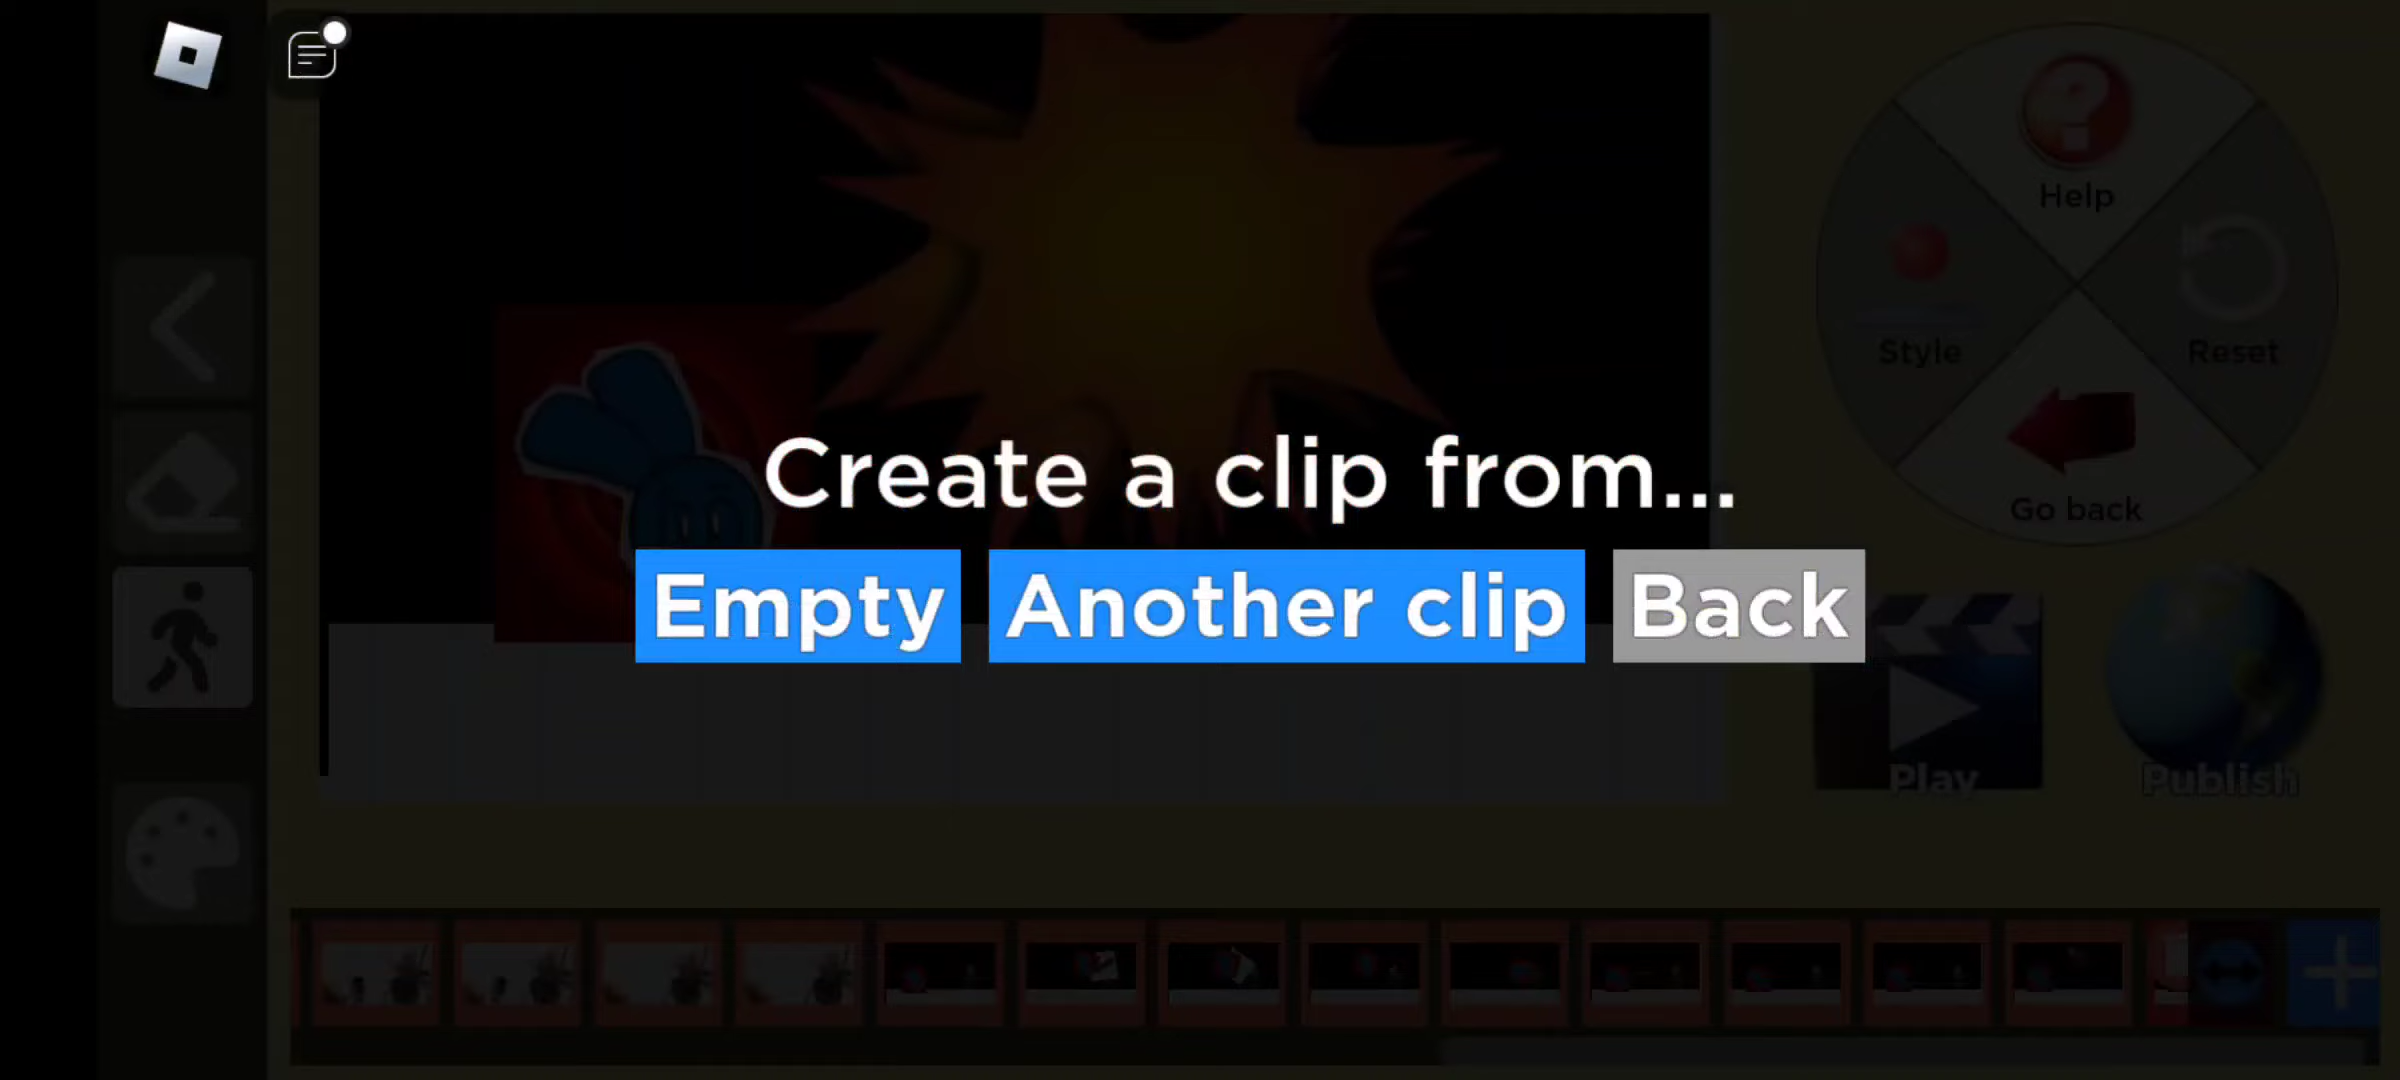 Help
Style
Reset
Go back
Create a clip from...
Empty
Another clip
Back
Play
Publish